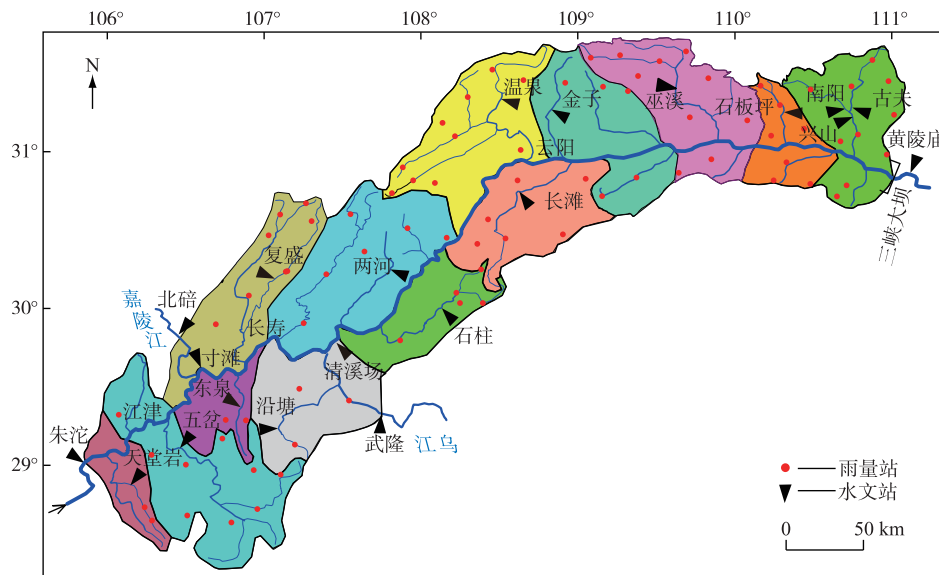 106° 107° 108° 109° 110° 111°
N
温泉
金子
巫溪
石板坪
南阳
古夫
兴山
黄陵庙
31°
云阳
长滩
三峡大坝
夏盛
两河
北碚
30°
嘉陵江
长寿
石柱
寸滩
清溪场
东泉
江津
五岔
沿塘
武隆
江乌
朱沱
天堂岩
29°
雨量站
水文站
0 50 km